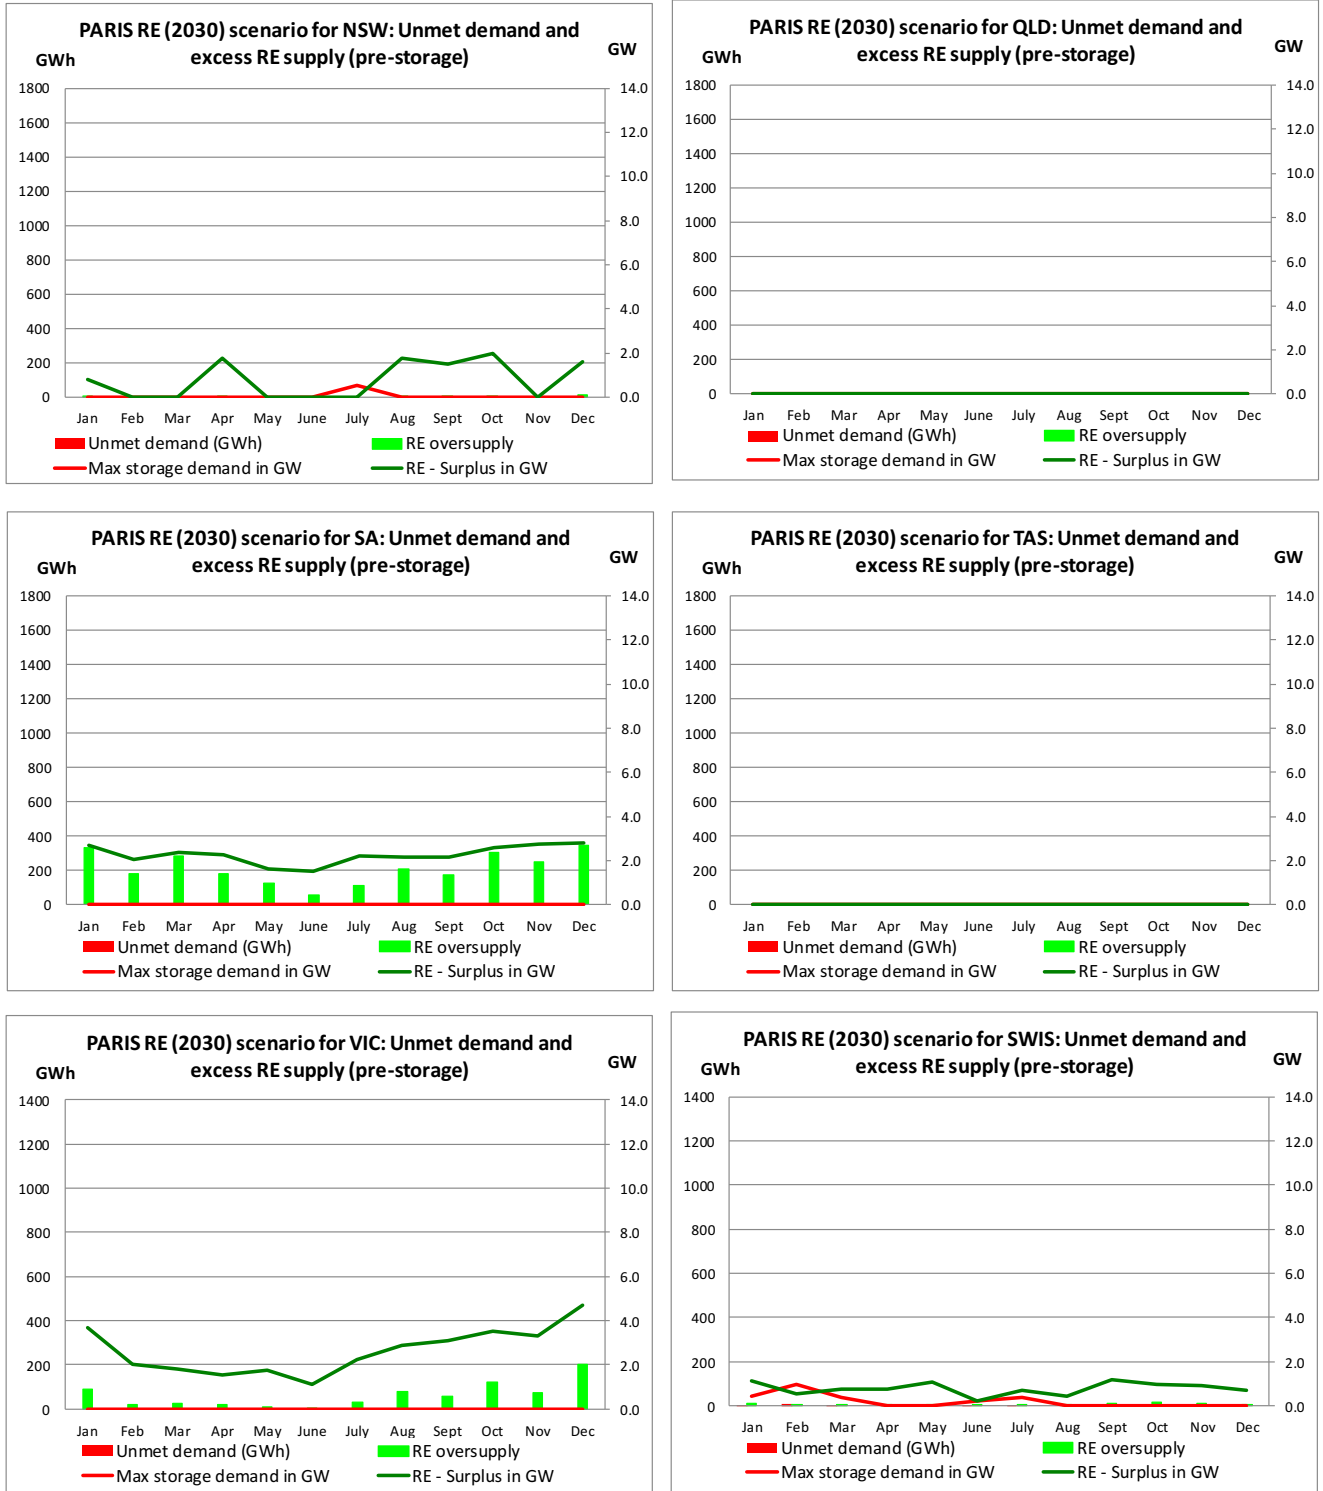 PARIS RE (2030) scenario for NSW: Unmet demand and
excess RE supply (pre-storage)
GWh
GW
1800
1600
1400
1200
1000
800
600
400
200
0
14.0
12.0
10.0
8.0
6.0
4.0
2.0
0.0
Jan Feb Mar Apr May June July Aug Sept Oct Nov Dec
Unmet demand (GWh) RE oversupply
Max storage demand in GW RE - Surplus in GW
PARIS RE (2030) scenario for QLD: Unmet demand and
excess RE supply (pre-storage)
GWh
GW
1800
1600
1400
1200
1000
800
600
400
200
0
14.0
12.0
10.0
8.0
6.0
4.0
2.0
0.0
Jan Feb Mar Apr May June July Aug Sept Oct Nov Dec
Unmet demand (GWh) RE oversupply
Max storage demand in GW RE - Surplus in GW
PARIS RE (2030) scenario for SA: Unmet demand and
excess RE supply (pre-storage)
GWh
GW
1800
1600
1400
1200
1000
800
600
400
200
0
14.0
12.0
10.0
8.0
6.0
4.0
2.0
0.0
Jan Feb Mar Apr May June July Aug Sept Oct Nov Dec
Unmet demand (GWh) RE oversupply
Max storage demand in GW RE - Surplus in GW
PARIS RE (2030) scenario for TAS: Unmet demand and
excess RE supply (pre-storage)
GWh
GW
1800
1600
1400
1200
1000
800
600
400
200
0
14.0
12.0
10.0
8.0
6.0
4.0
2.0
0.0
Jan Feb Mar Apr May June July Aug Sept Oct Nov Dec
Unmet demand (GWh) RE oversupply
Max storage demand in GW RE - Surplus in GW
PARIS RE (2030) scenario for VIC: Unmet demand and
excess RE supply (pre-storage)
GWh
GW
1400
1200
1000
800
600
400
200
0
14.0
12.0
10.0
8.0
6.0
4.0
2.0
0.0
Jan Feb Mar Apr May June July Aug Sept Oct Nov Dec
Unmet demand (GWh) RE oversupply
Max storage demand in GW RE - Surplus in GW
PARIS RE (2030) scenario for SWIS: Unmet demand and
excess RE supply (pre-storage)
GWh
GW
1400
1200
1000
800
600
400
200
0
14.0
12.0
10.0
8.0
6.0
4.0
2.0
0.0
Jan Feb Mar Apr May June July Aug Sept Oct Nov Dec
Unmet demand (GWh) RE oversupply
Max storage demand in GW RE - Surplus in GW